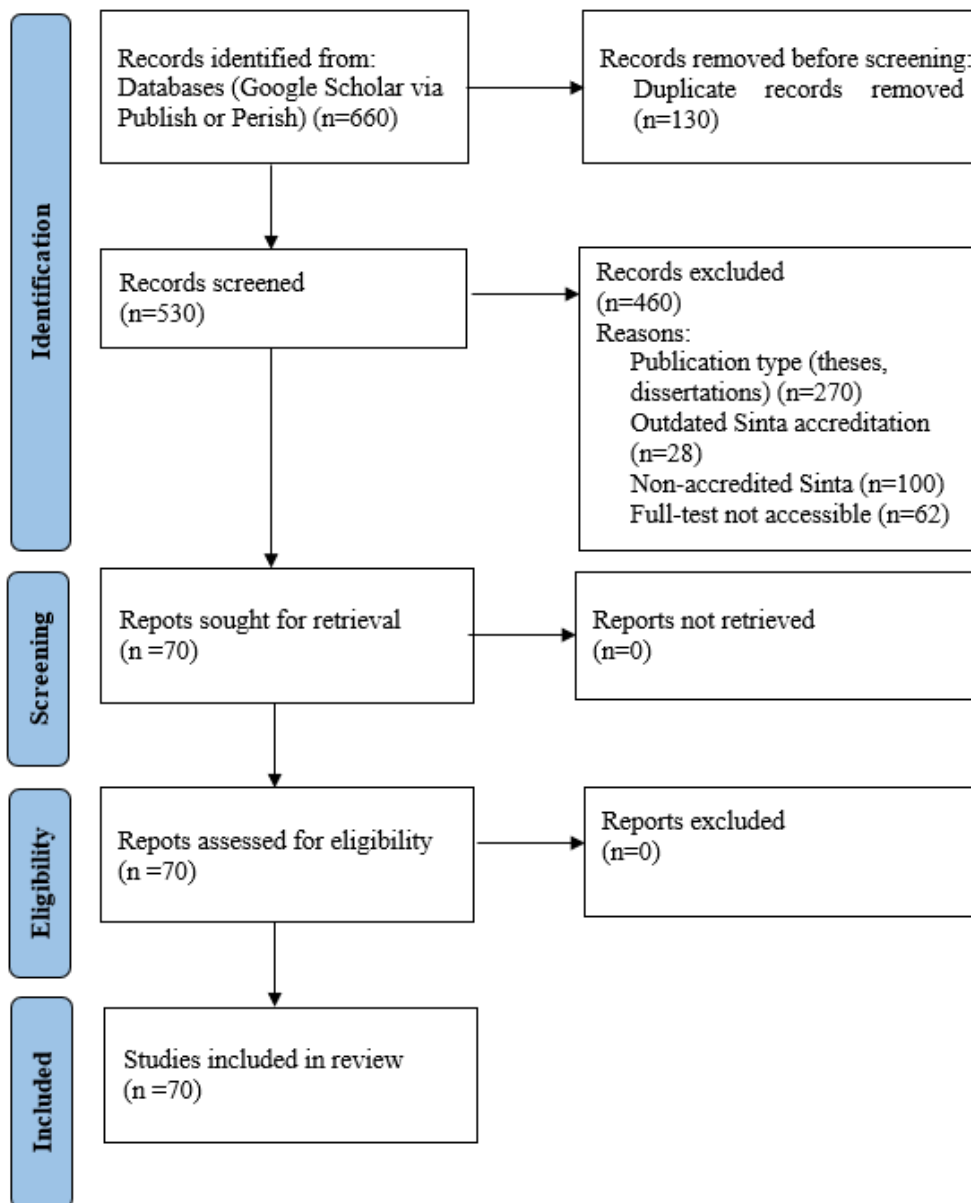 Identification
Records identified from:
Databases (Google Scholar via
Publish or Perish) (n=660)
Records removed before screening:
Duplicate records removed
(n=130)
Records screened
(n=530)
Records excluded
(n=460)
Reasons:
Publication type (theses,
dissertations) (n=270)
Outdated Sinta accreditation
(n=28)
Non-accredited Sinta (n=100)
Full-test not accessible (n=62)
Screening
Repots sought for retrieval
(n =70)
Reports not retrieved
(n=0)
Eligibility
Repots assessed for eligibility
(n =70)
Reports excluded
(n=0)
Included
Studies included in review
(n =70)